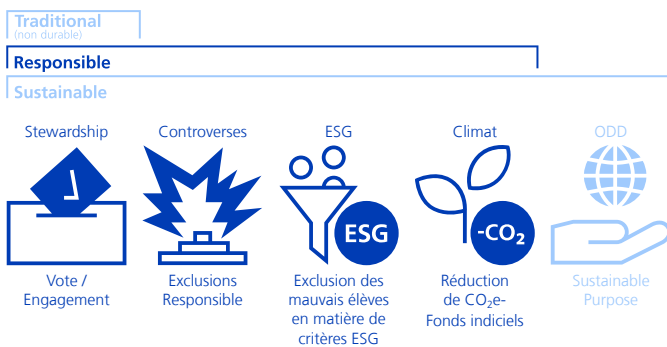 Traditional
(non durable)
Responsible
Sustainable
Stewardship
Controverses
ESG
Climat
ODD
ESG
-CO₂
Vote /
Engagement
Exclusions
Responsible
Exclusion des
mauvais élèves
en matière de
critères ESG
Réduction
de CO₂e-
Fonds indiciels
Sustainable
Purpose